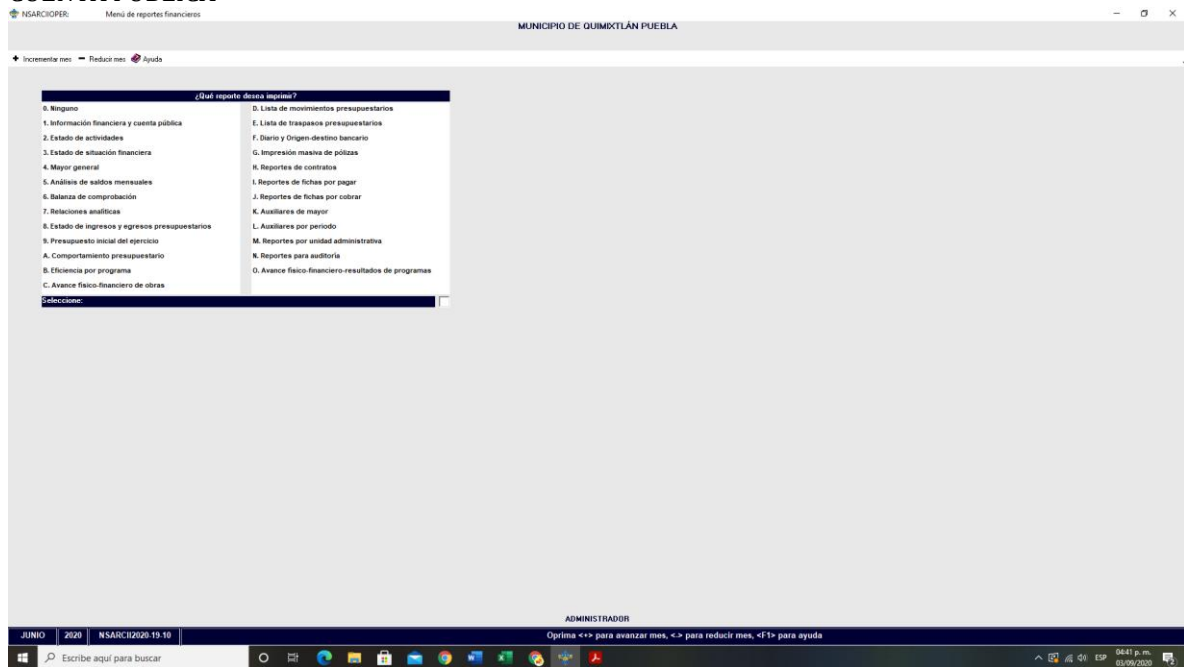 NSARCIIOPER: Menú de reportes financieros
MUNICIPIO DE QUIMIXTLÁN PUEBLA
Incrementar mes Reducir mes Ayuda
¿Qué reporte desea imprimir?
0. Ninguno
1. Información financiera y cuenta pública
2. Estado de actividades
3. Estado de situación financiera
4. Mayor general
5. Análisis de saldos mensuales
6. Balanza de comprobación
7. Relaciones analíticas
8. Estado de ingresos y egresos presupuestarios
9. Presupuesto inicial del ejercicio
A. Comportamiento presupuestario
B. Eficiencia por programa
C. Avance físico-financiero de obras
D. Lista de movimientos presupuestarios
E. Lista de traspasos presupuestarios
F. Diario y Origen-destino bancario
G. Impresión masiva de pólizas
H. Reportes de contratos
I. Reportes de fichas por pagar
J. Reportes de fichas por cobrar
K. Auxiliares de mayor
L. Auxiliares por periodo
M. Reportes por unidad administrativa
N. Reportes para auditoría
O. Avance físico-financiero-resultados de programas
Seleccione:
ADMINISTRADOR
JUNIO 2020 NSARCII2020-19-10 Oprima <+> para avanzar mes, <-> para reducir mes, <F1> para ayuda
Escribe aquí para buscar
ESP 04:41 p. m.
03/09/2020